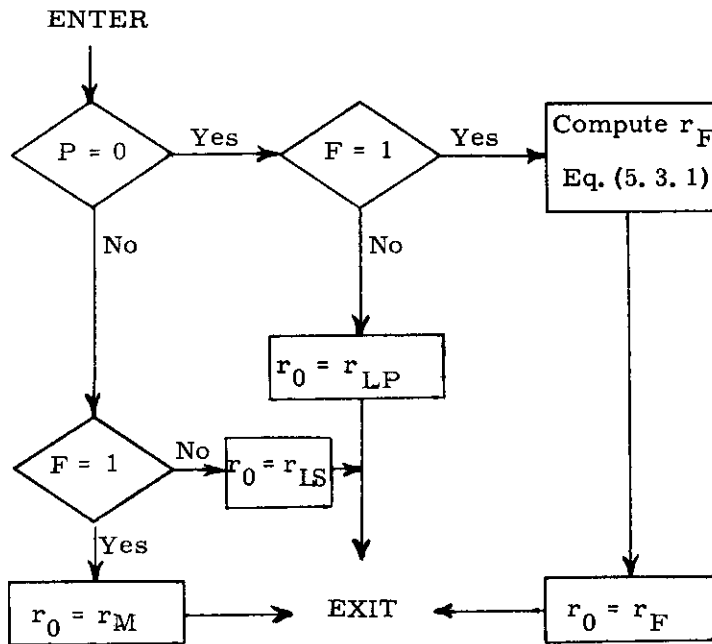 ENTER
P = 0
Yes
F = 1
Yes
Compute r_F
Eq. (5. 3. 1)
No
No
r_0 = r_LP
F = 1
No
r_0 = r_LS
Yes
r_0 = r_M
EXIT
r_0 = r_F